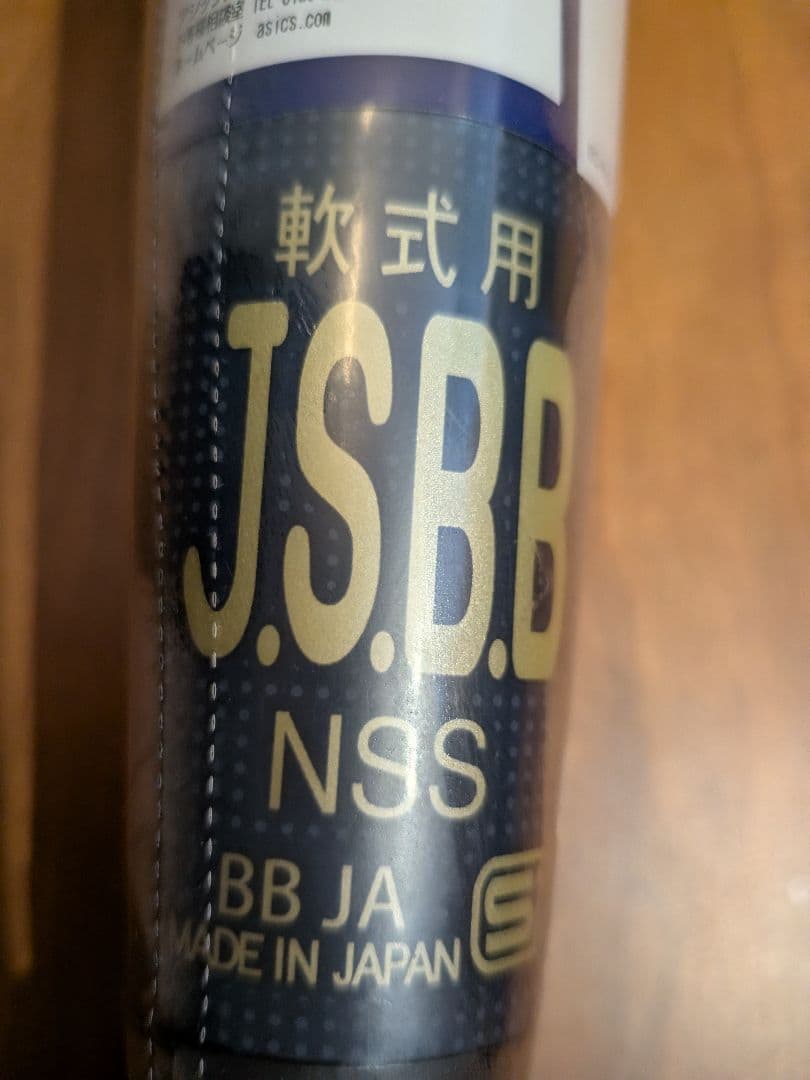 asics.com
軟式用
J.S.B.B
NSS
BB JA
MADE IN JAPAN
S